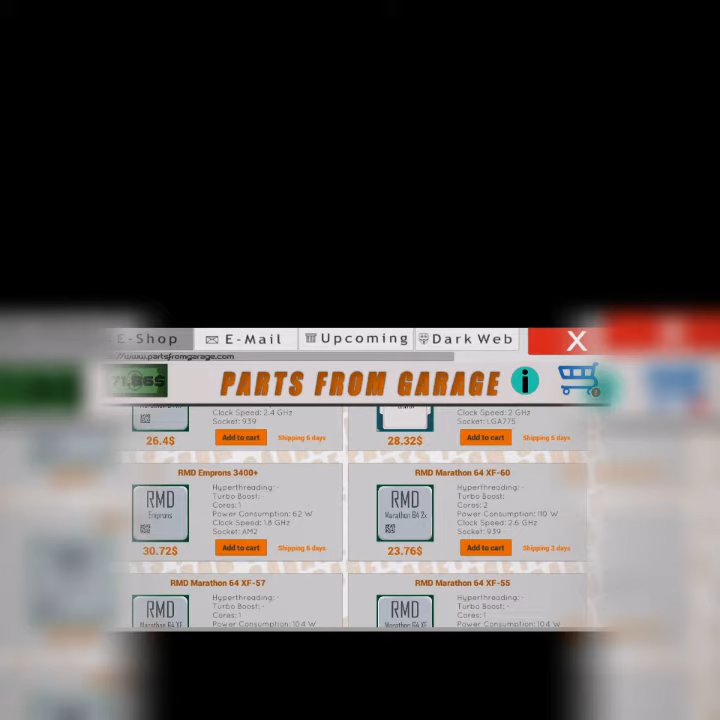 E-Shop
E-Mail
Upcoming
Dark Web
X
//www.partsfromgarage.com
PARTS FROM GARAGE
i
Clock Speed: 2.4 GHz
Socket: 939
26.4$
Add to cart
Shipping 6 days
Clock Speed: 2 GHz
Socket: LGA775
28.32$
Add to cart
Shipping 5 days
RMD Emprons 3400+
RMD
Emprons
Hyperthreading: -
Turbo Boost: -
Cores: 1
Power Consumption: 62 W
Clock Speed: 1.8 GHz
Socket: AM2
30.72$
Add to cart
Shipping 6 days
RMD Marathon 64 XF-60
RMD
Marathon 64 2x
Hyperthreading: -
Turbo Boost: -
Cores: 2
Power Consumption: 110 W
Clock Speed: 2.6 GHz
Socket: 939
23.76$
Add to cart
Shipping 3 days
RMD Marathon 64 XF-57
RMD
Marathon 64 XF
Hyperthreading: -
Turbo Boost: -
Cores: 1
Power Consumption: 104 W
RMD Marathon 64 XF-55
RMD
Marathon 64 XF
Hyperthreading: -
Turbo Boost: -
Cores: 1
Power Consumption: 104 W